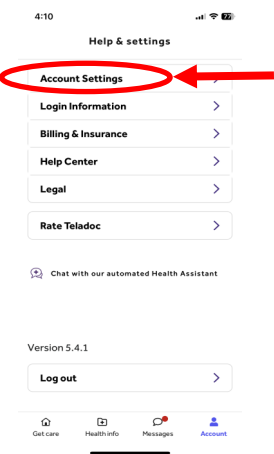 4:10
27
Help & settings
Account Settings
Login Information
Billing & Insurance
Help Center
Legal
Rate Teladoc
Chat with our automated Health Assistant
Version 5.4.1
Log out
Get care Health info Messages Account